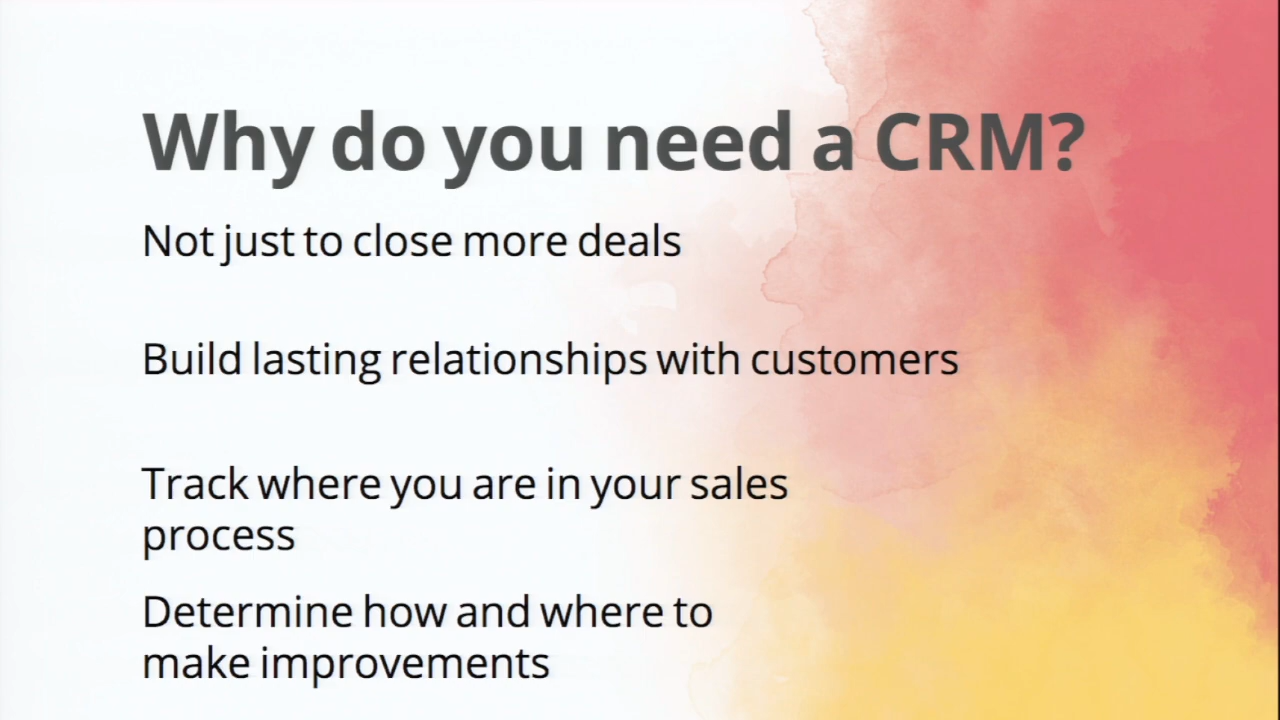 Why do you need a CRM?
Not just to close more deals
Build lasting relationships with customers
Track where you are in your sales
process
Determine how and where to
make improvements